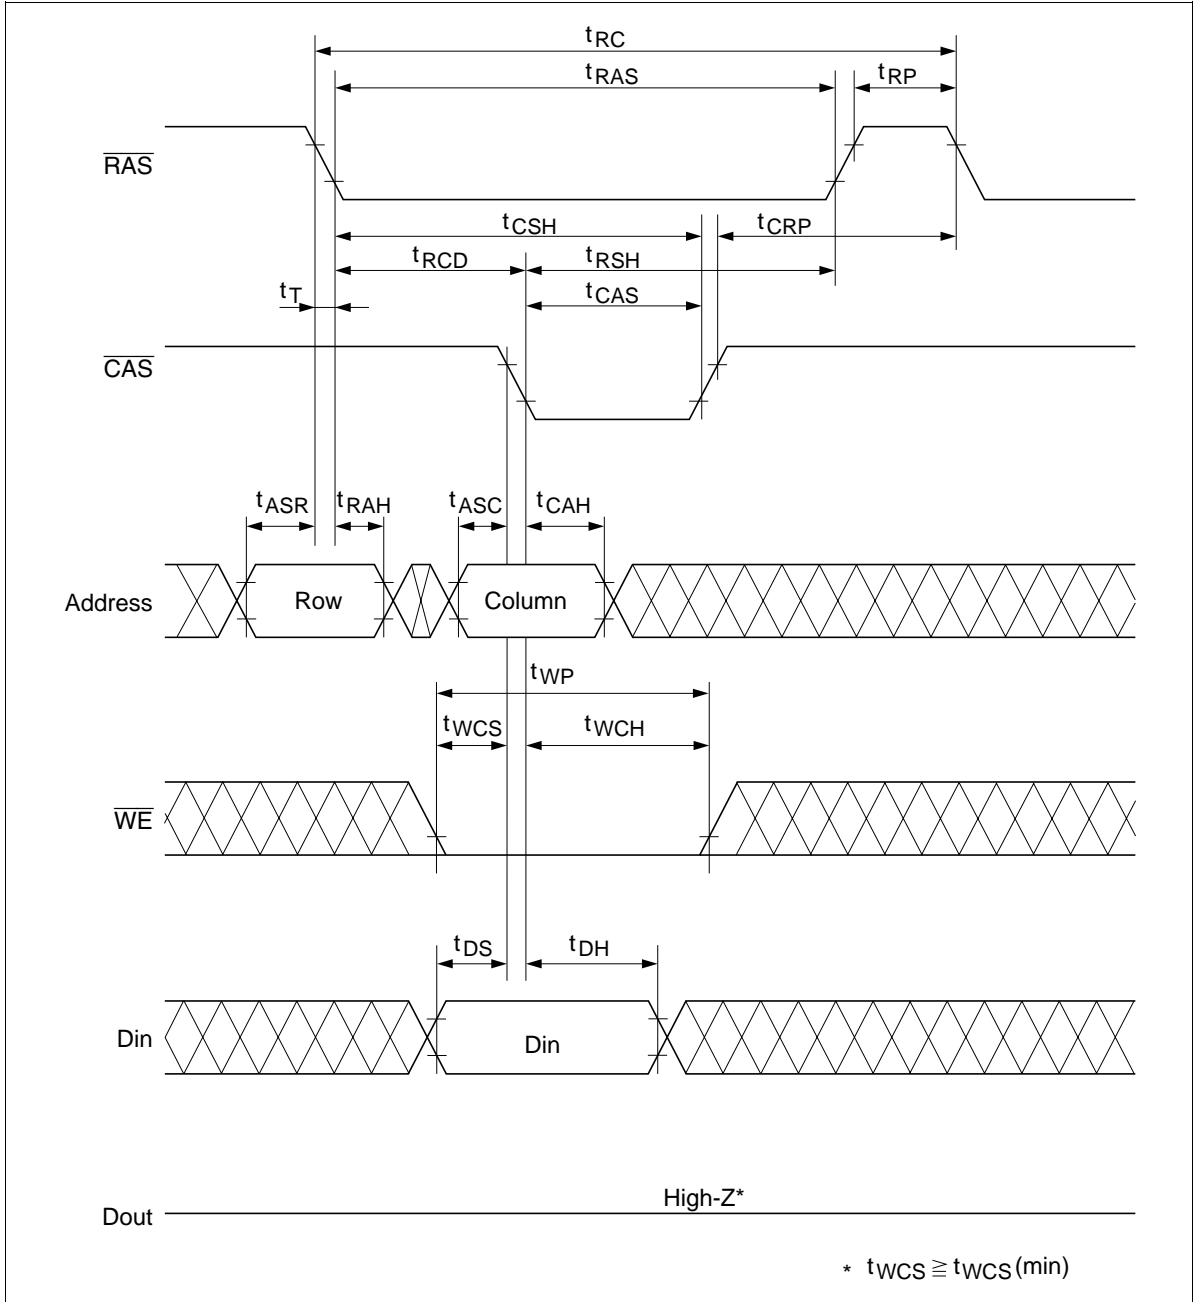 tRC
tRAS
tRP
RAS
tCSH
tCRP
tRCD
tRSH
tT
tCAS
CAS
tASR
tRAH
tASC
tCAH
Address
Row
Column
tWP
tWCS
tWCH
WE
tDS
tDH
Din
Din
High-Z*
Dout
* tWCS ≧ tWCS(min)